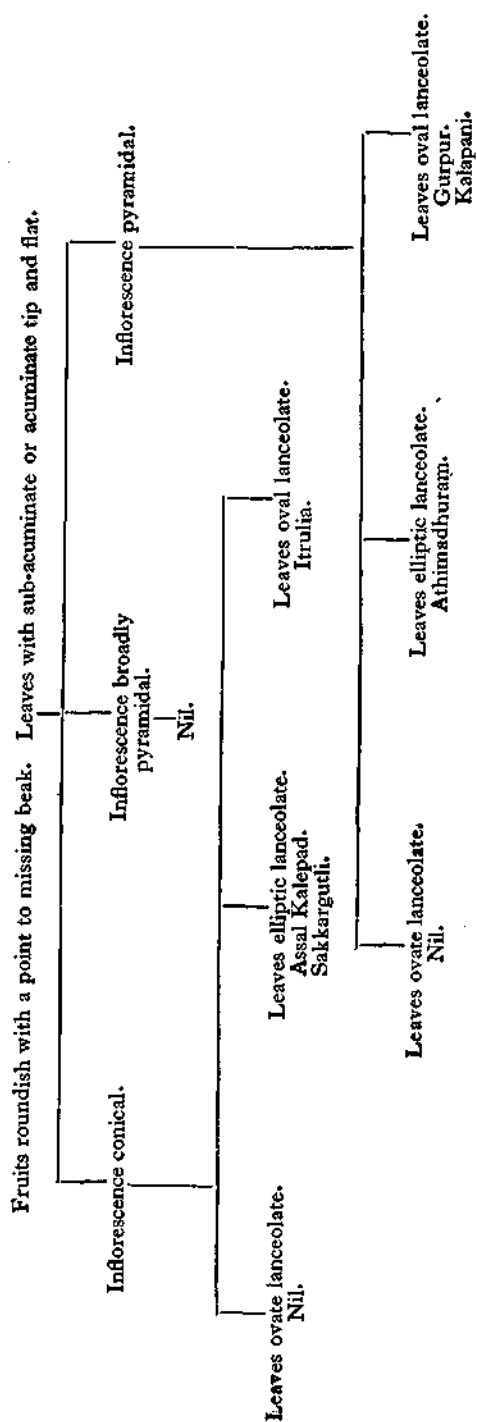 Fruits roundish with a point to missing beak. Leaves with sub-acuminate or acuminate tip and flat.
Inflorescence conical.
Inflorescence broadly
pyramidal.
Nil.
Inflorescence pyramidal.
Leaves ovate lanceolate.
Nil.
Leaves elliptic lanceolate.
Assal Kalepad.
Sakkargutli.
Leaves oval lanceolate.
Itrulia.
Leaves ovate lanceolate.
Nil.
Leaves elliptic lanceolate.
Athimadhuram.
Leaves oval lanceolate.
Gurpur.
Kalapani.